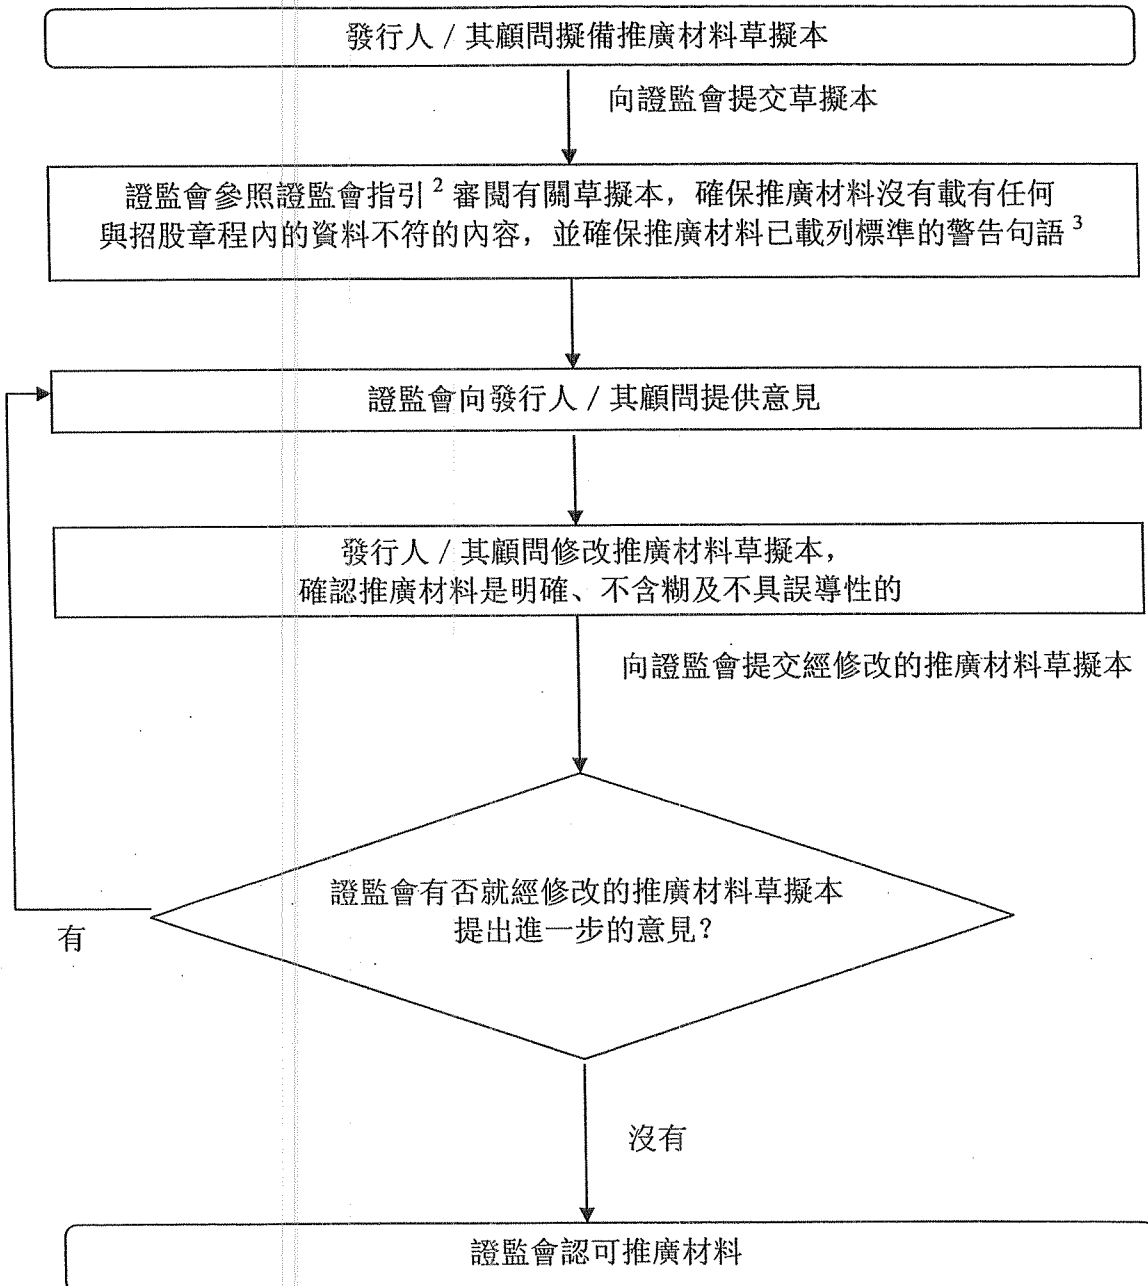 發行人 / 其顧問擬備推廣材料草擬本
向證監會提交草擬本
證監會參照證監會指引 2 審閱有關草擬本，確保推廣材料沒有載有任何
與招股章程內的資料不符的內容，並確保推廣材料已載列標準的警告句語 3
證監會向發行人 / 其顧問提供意見
發行人 / 其顧問修改推廣材料草擬本，
確認推廣材料是明確、不含糊及不具誤導性的
向證監會提交經修改的推廣材料草擬本
證監會有否就經修改的推廣材料草擬本
提出進一步的意見？
有
沒有
證監會認可推廣材料